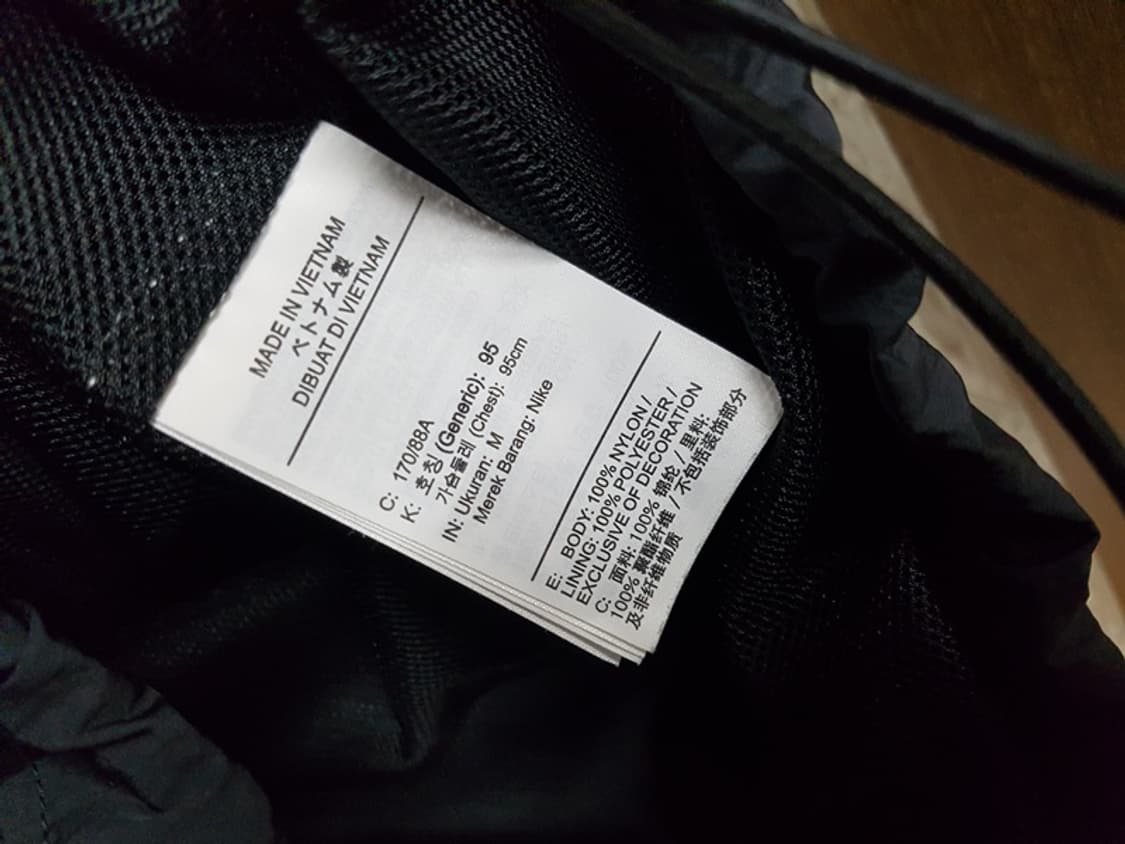 MADE IN VIETNAM
ベトナム製
DIBUAT DI VIETNAM
C: 170/88A
K: 호칭 (Generic): 95
가슴둘레 (Chest): 95cm
IN: Ukuran: M
Merek Barang: Nike
E: BODY: 100% NYLON /
LINING: 100% POLYESTER /
EXCLUSIVE OF DECORATION
C: 面料: 100% 锦纶 / 里料:
100% 聚酯纤维 / 不包括装饰部分
及非纤维物质